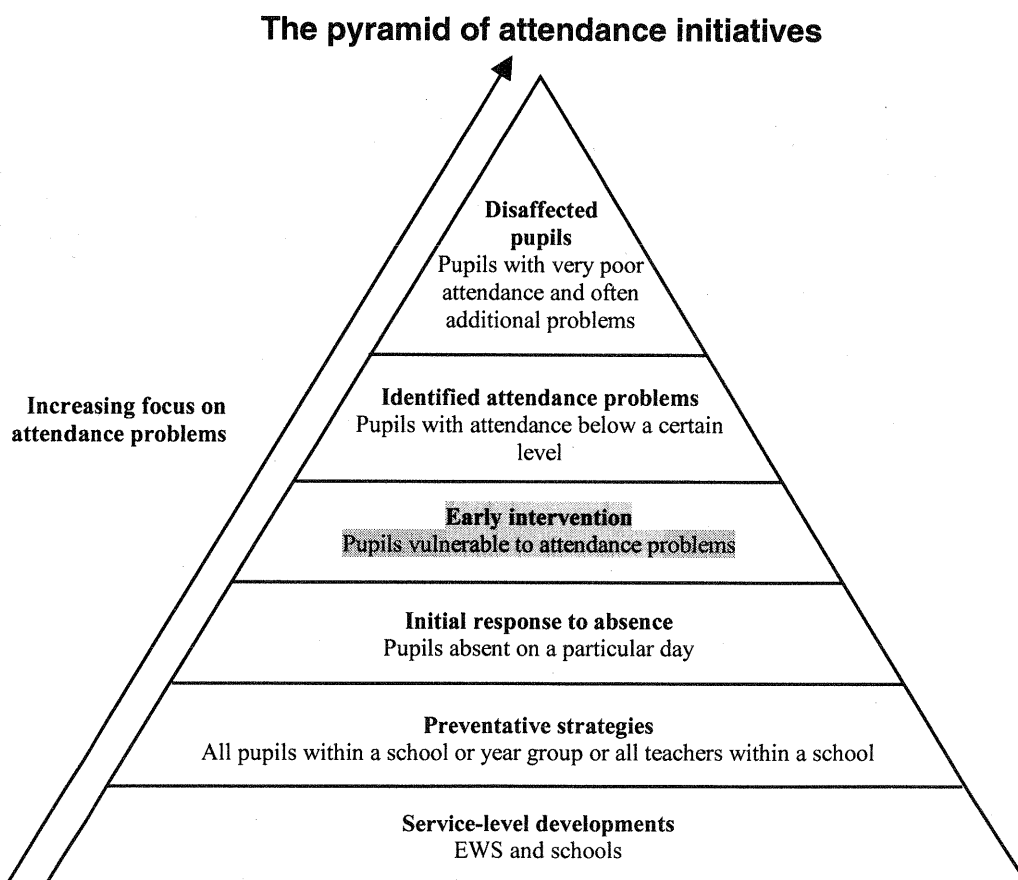 The pyramid of attendance initiatives
Disaffected
pupils
Pupils with very poor
attendance and often
additional problems
Increasing focus on
attendance problems
Identified attendance problems
Pupils with attendance below a certain
level
Early intervention
Pupils vulnerable to attendance problems
Initial response to absence
Pupils absent on a particular day
Preventative strategies
All pupils within a school or year group or all teachers within a school
Service-level developments
EWS and schools